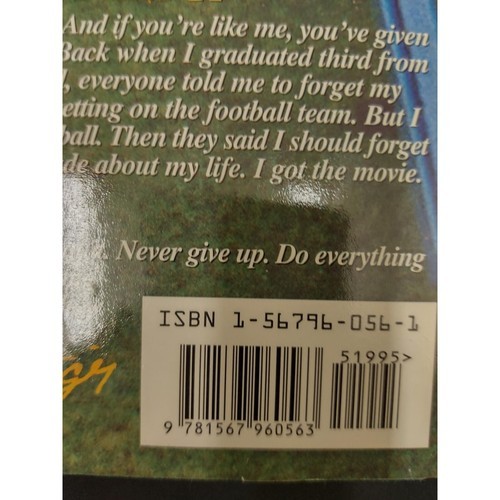 And if you're like me, you've given
Back when I graduated third from
l, everyone told me to forget my
etting on the football team. But I
ball. Then they said I should forget
de about my life. I got the movie.
Never give up. Do everything
ISBN 1-56796-056-1
51995>
9 781567 960563